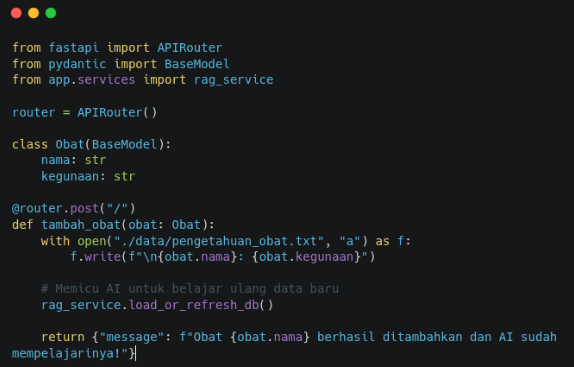 from fastapi import APIRouter
from pydantic import BaseModel
from app.services import rag_service

router = APIRouter()

class Obat(BaseModel):
    nama: str
    kegunaan: str

@router.post("/")
def tambah_obat(obat: Obat):
    with open("./data/pengetahuan_obat.txt", "a") as f:
        f.write(f"\n{obat.nama}: {obat.kegunaan}")

    # Memicu AI untuk belajar ulang data baru
    rag_service.load_or_refresh_db()

    return {"message": f"Obat {obat.nama} berhasil ditambahkan dan AI sudah
mempelajarinya!"}